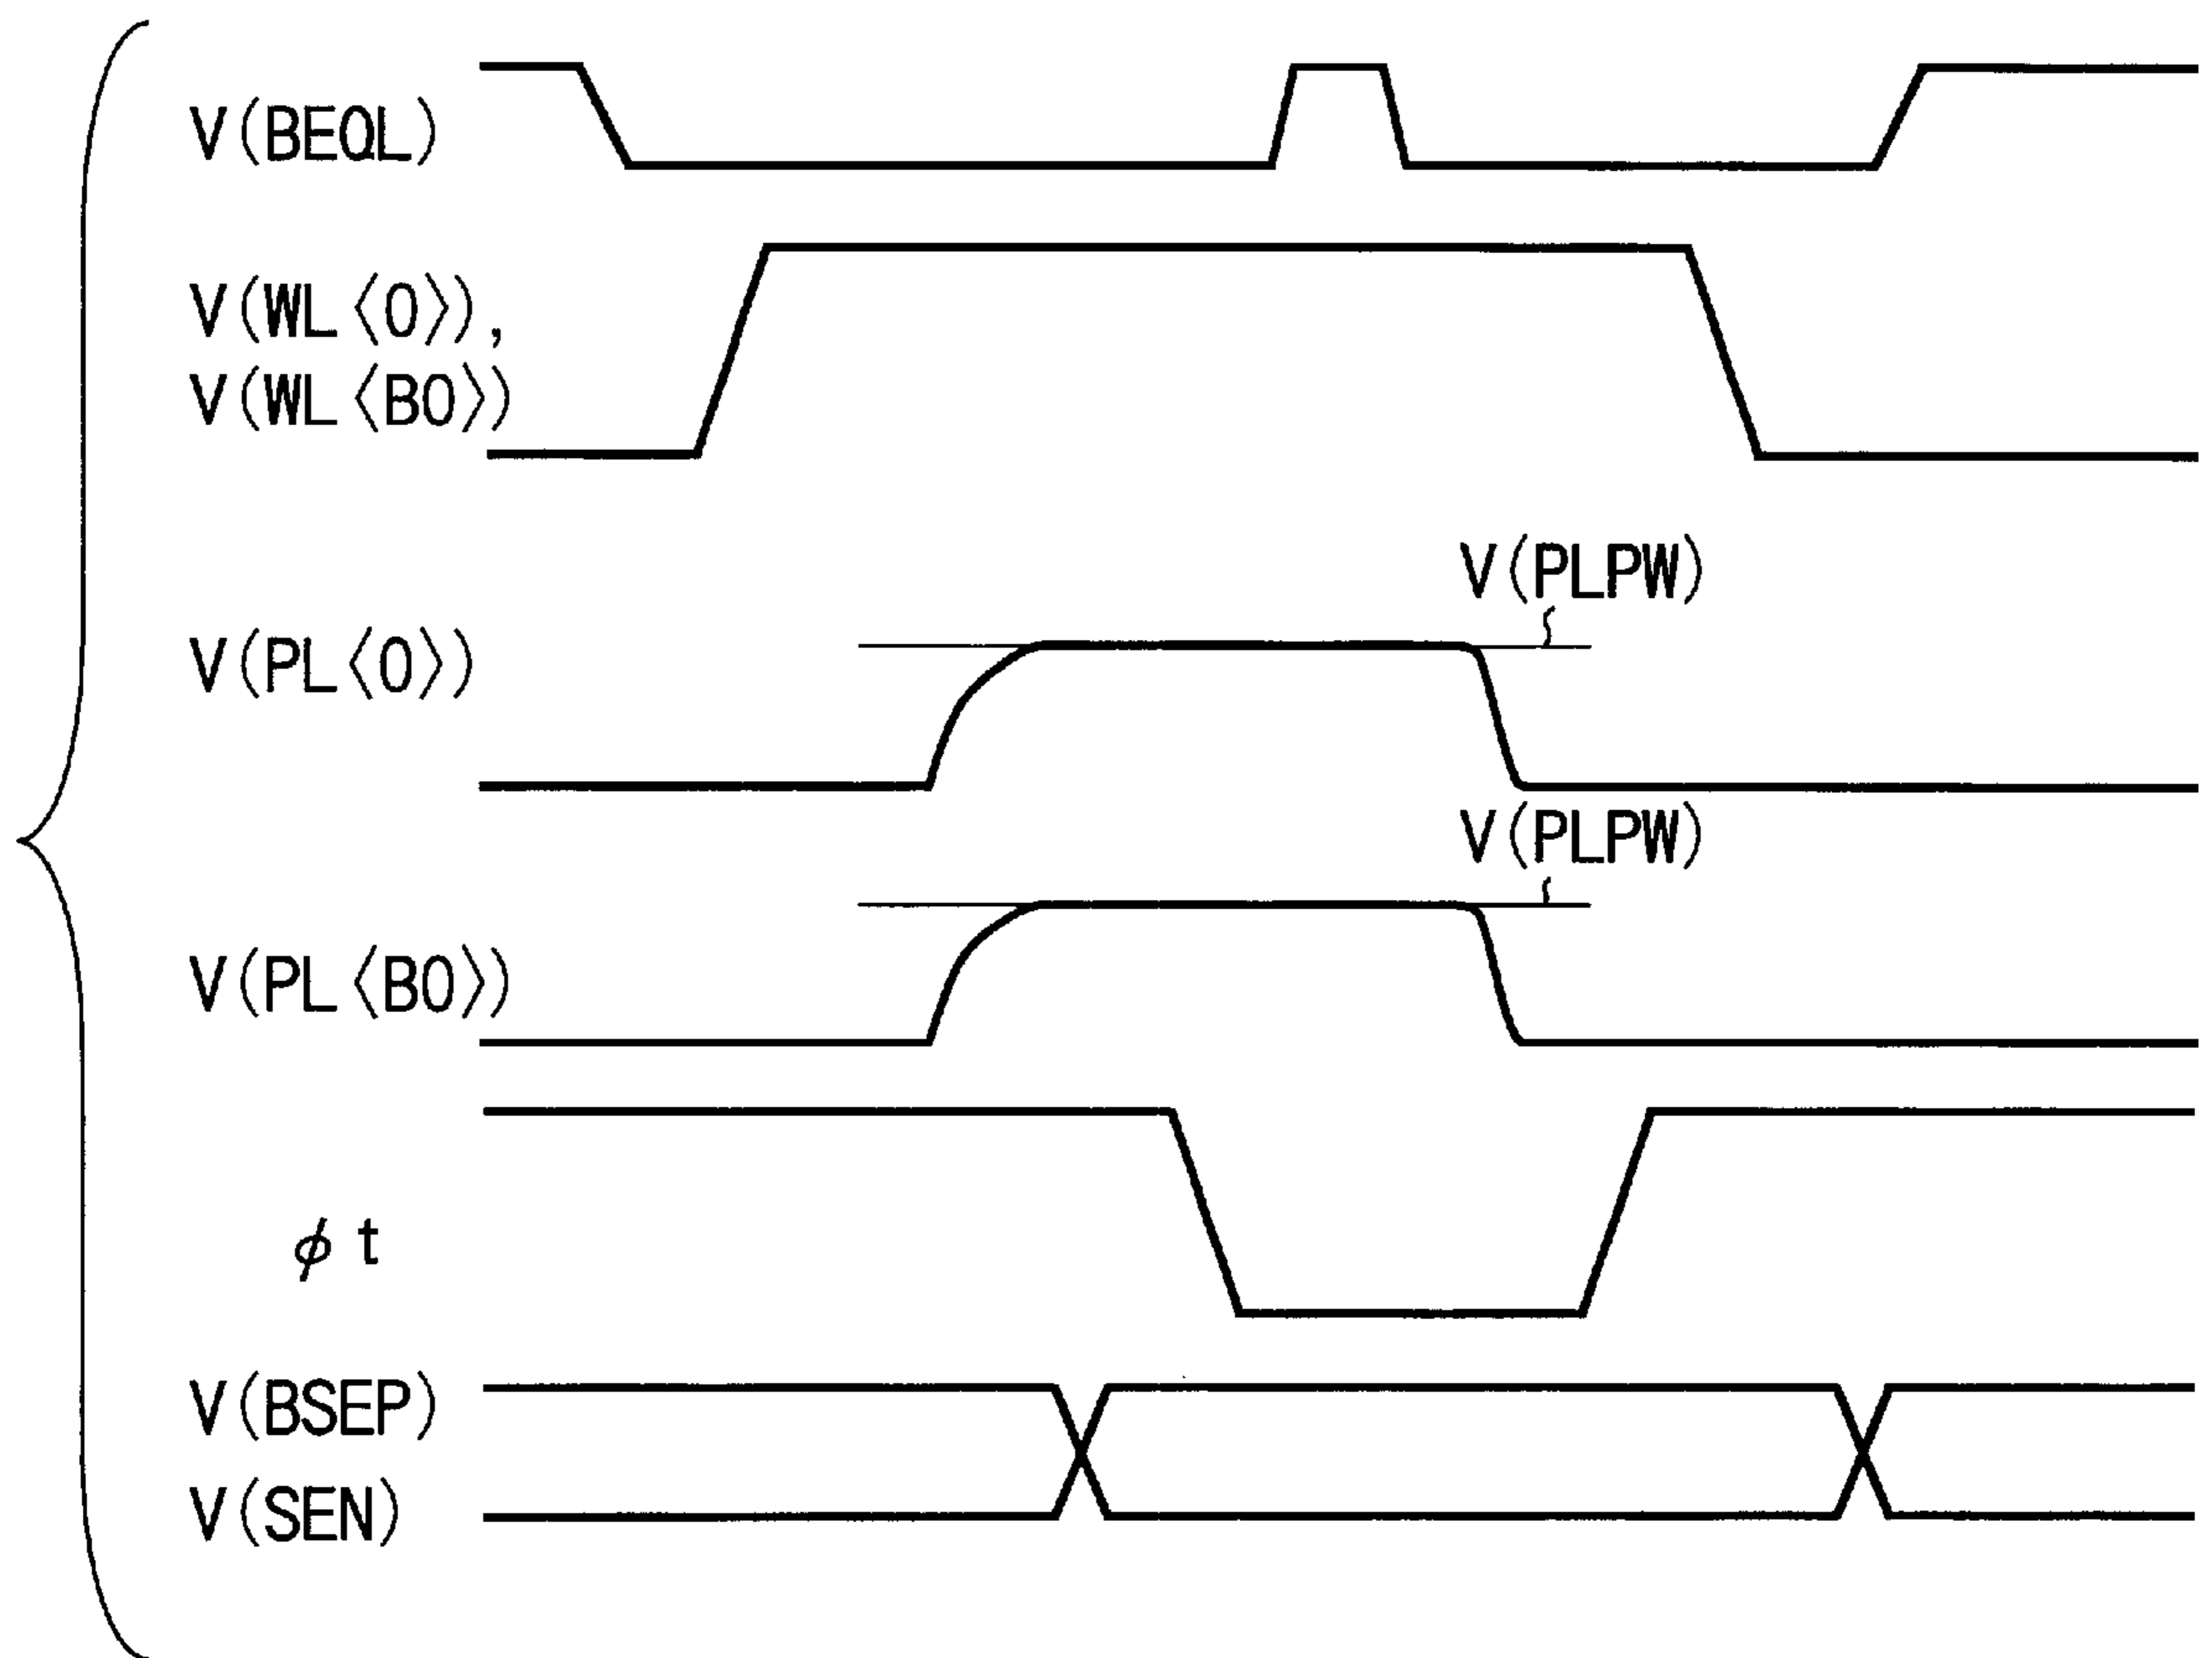 V(BEQL)
V(WL〈0〉),
V(WL〈B0〉)
V(PLPW)
V(PL〈0〉)
V(PLPW)
V(PL〈B0〉)
φt
V(BSEP)
V(SEN)